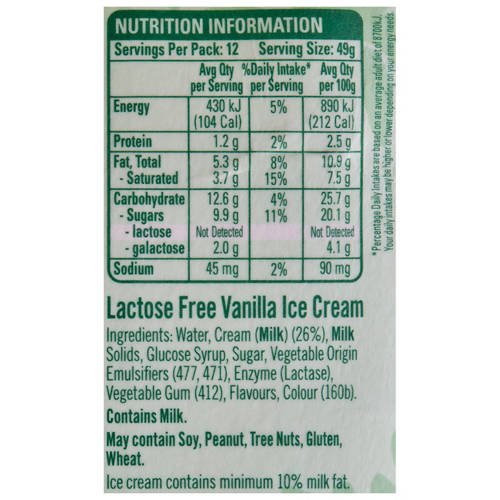 NUTRITION INFORMATION
Servings Per Pack: 12 Serving Size: 49g
Avg Qty %Daily Intake* Avg Qty
per Serving per Serving per 100g
Energy 430 kJ 5% 890 kJ
(104 Cal) (212 Cal)
Protein 1.2 g 2% 2.5 g
Fat, Total 5.3 g 8% 10.9 g
- Saturated 3.7 g 15% 7.5 g
Carbohydrate 12.6 g 4% 25.7 g
- Sugars 9.9 g 11% 20.1 g
- lactose Not Detected Not Detected
- galactose 2.0 g 4.1 g
Sodium 45 mg 2% 90 mg
*Percentage Daily Intakes are based on an average adult diet of 8700kJ.
Your daily intakes may be higher or lower depending on your energy needs.
Lactose Free Vanilla Ice Cream
Ingredients: Water, Cream (Milk) (26%), Milk
Solids, Glucose Syrup, Sugar, Vegetable Origin
Emulsifiers (477, 471), Enzyme (Lactase),
Vegetable Gum (412), Flavours, Colour (160b).
Contains Milk.
May contain Soy, Peanut, Tree Nuts, Gluten,
Wheat.
Ice cream contains minimum 10% milk fat.